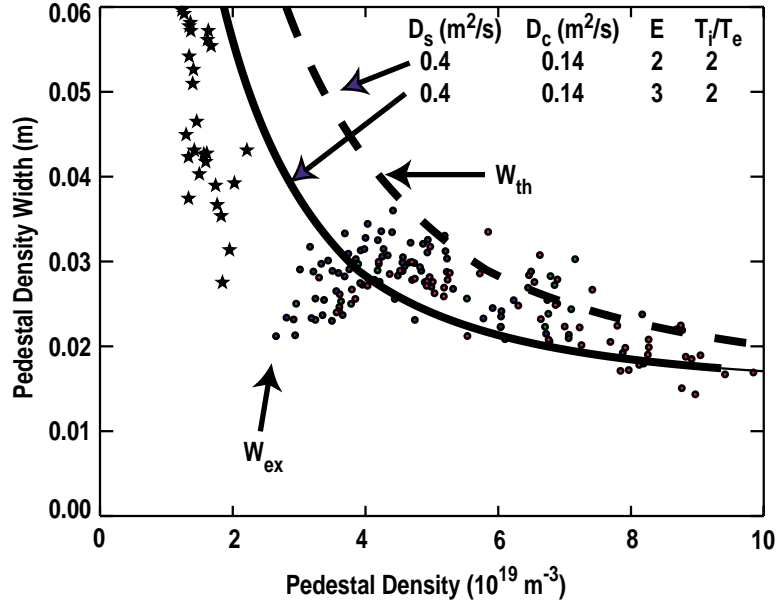 0.06
0.05
0.04
0.03
0.02
0.01
0.00
Pedestal Density Width (m)
D_s (m²/s) D_c (m²/s) E T_i/T_e
0.4 0.14 2 2
0.4 0.14 3 2
W_th
W_ex
0 2 4 6 8 10
Pedestal Density (10¹⁹ m⁻³)